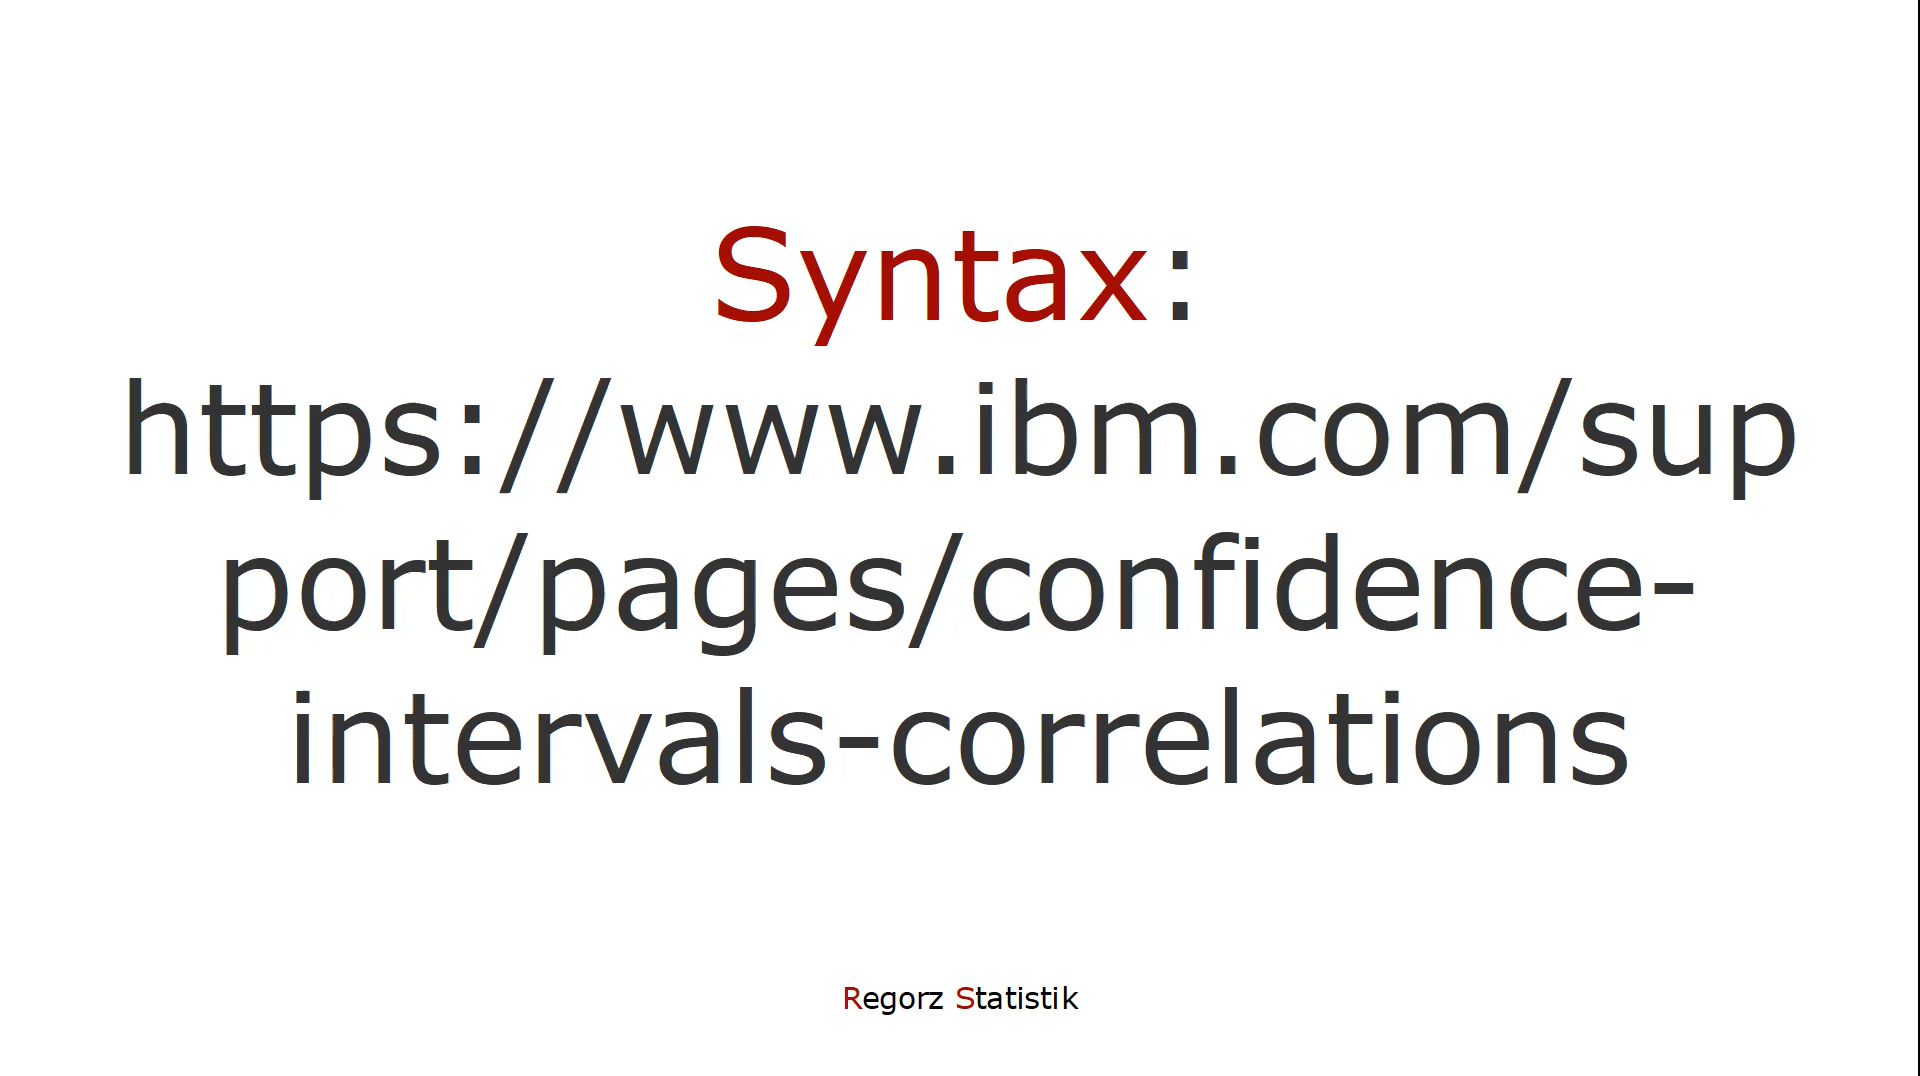 Syntax:
https://www.ibm.com/sup
port/pages/confidence-
intervals-correlations
Regorz Statistik